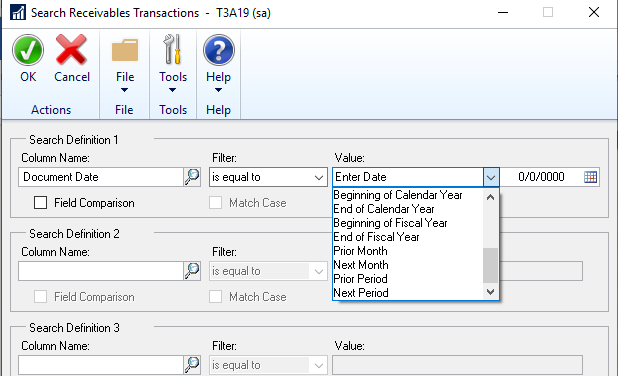 Search Receivables Transactions - T3A19 (sa)
OK Cancel File Tools Help
Actions File Tools Help
Search Definition 1
Column Name: Filter: Value:
Document Date is equal to Enter Date 0/0/0000
Field Comparison Match Case
Beginning of Calendar Year
End of Calendar Year
Beginning of Fiscal Year
End of Fiscal Year
Prior Month
Next Month
Prior Period
Next Period
Search Definition 2
Column Name: Filter:
is equal to
Field Comparison Match Case
Search Definition 3
Column Name: Filter: Value:
is equal to